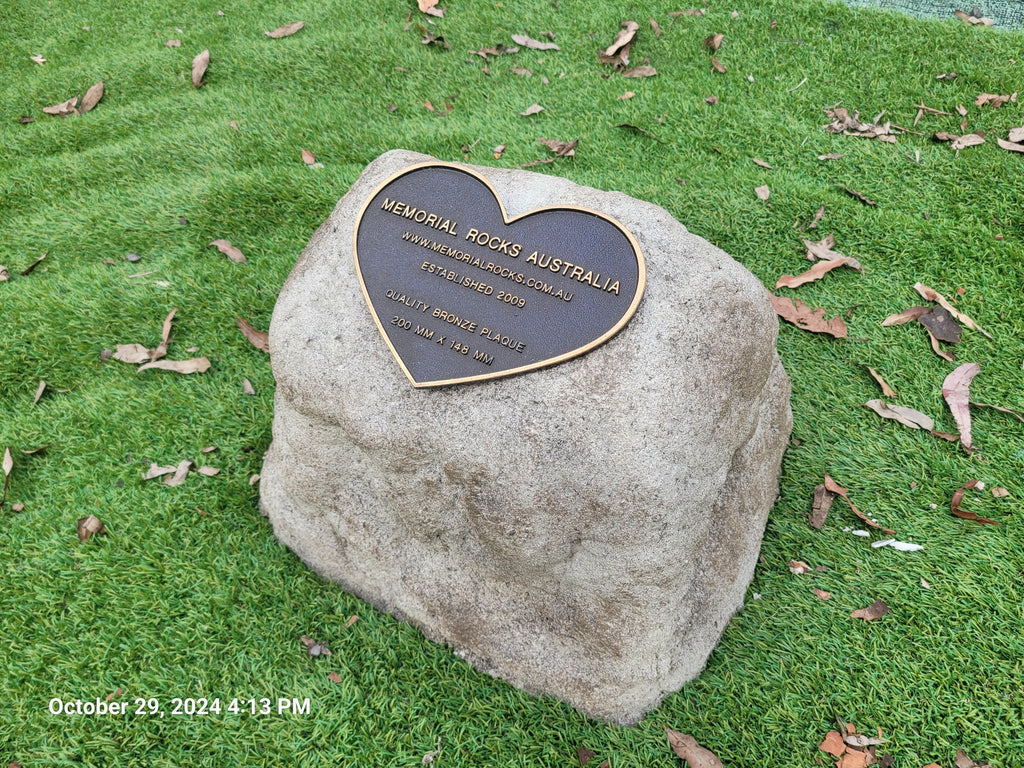 MEMORIAL ROCKS AUSTRALIA
WWW.MEMORIALROCKS.COM.AU
ESTABLISHED 2009
QUALITY BRONZE PLAQUE
200 MM X 148 MM
October 29, 2024 4:13 PM